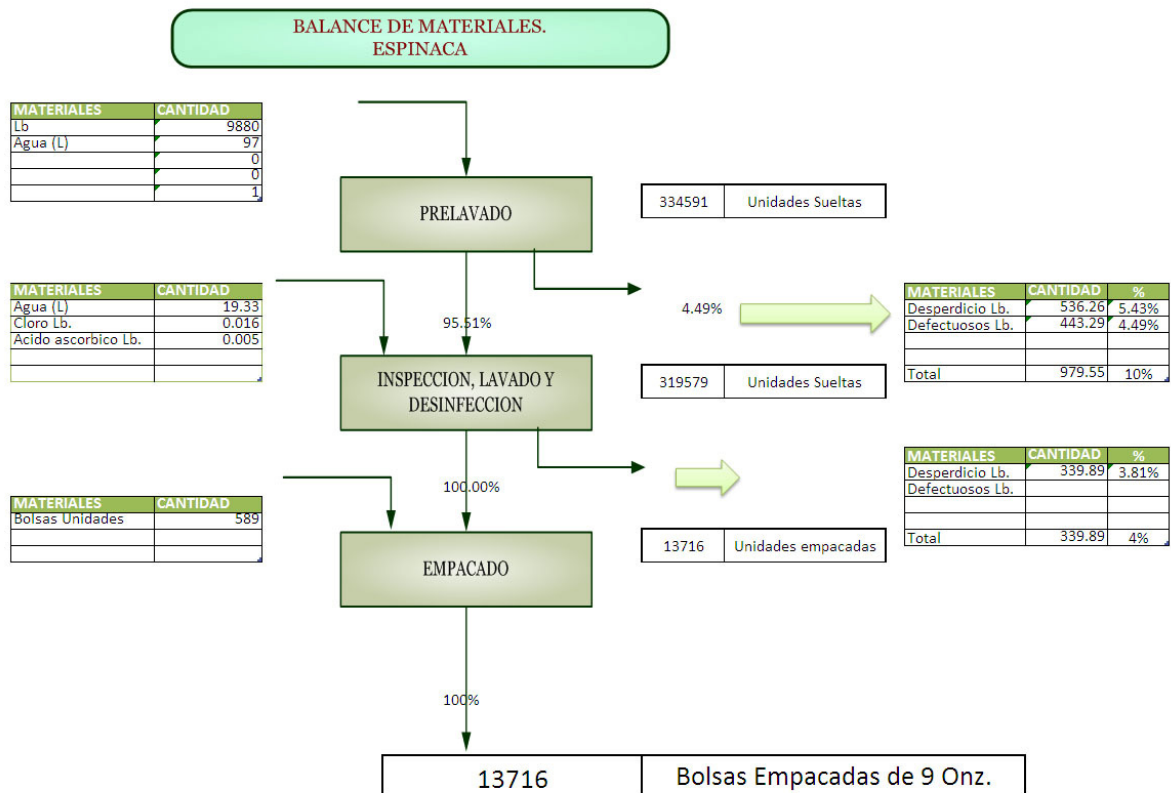 BALANCE DE MATERIALES.
ESPINACA
MATERIALES CANTIDAD
Lb 9880
Agua (L) 97
0
0
1
PRELAVADO
334591 Unidades Sueltas
MATERIALES CANTIDAD
Agua (L) 19.33
Cloro Lb. 0.016
Acido ascorbico Lb. 0.005
95.51%
4.49%
MATERIALES CANTIDAD %
Desperdicio Lb. 536.26 5.43%
Defectuosos Lb. 443.29 4.49%
Total 979.55 10%
INSPECCION, LAVADO Y
DESINFECCION
319579 Unidades Sueltas
100.00%
MATERIALES CANTIDAD %
Desperdicio Lb. 339.89 3.81%
Defectuosos Lb.
Total 339.89 4%
MATERIALES CANTIDAD
Bolsas Unidades 589
13716 Unidades empacadas
EMPACADO
100%
13716 Bolsas Empacadas de 9 Onz.